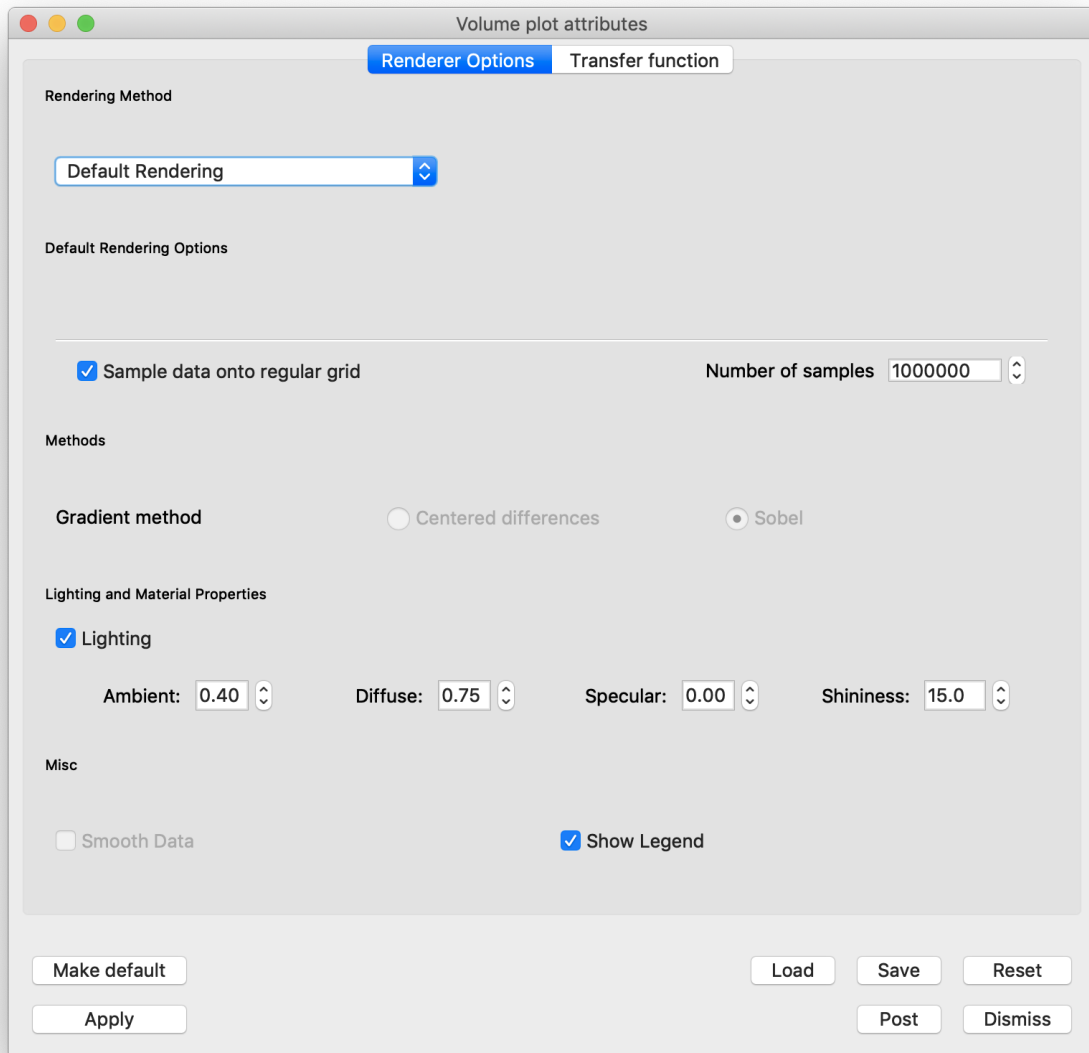 Volume plot attributes
Renderer Options Transfer function
Rendering Method
Default Rendering
Default Rendering Options
Sample data onto regular grid Number of samples 1000000
Methods
Gradient method Centered differences Sobel
Lighting and Material Properties
Lighting
Ambient: 0.40 Diffuse: 0.75 Specular: 0.00 Shininess: 15.0
Misc
Smooth Data Show Legend
Make default Load Save Reset
Apply Post Dismiss